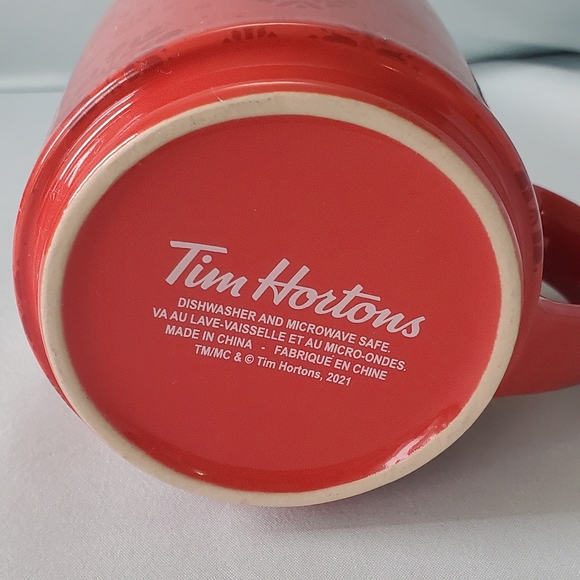 Tim Hortons
DISHWASHER AND MICROWAVE SAFE.
VA AU LAVE-VAISSELLE ET AU MICRO-ONDES.
MADE IN CHINA - FABRIQUÉ EN CHINE
TM/MC & © Tim Hortons, 2021